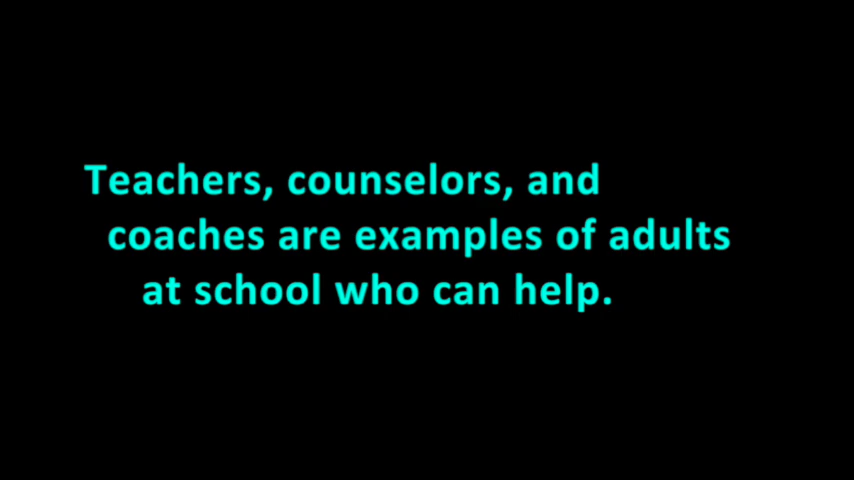 Teachers, counselors, and
coaches are examples of adults
at school who can help.